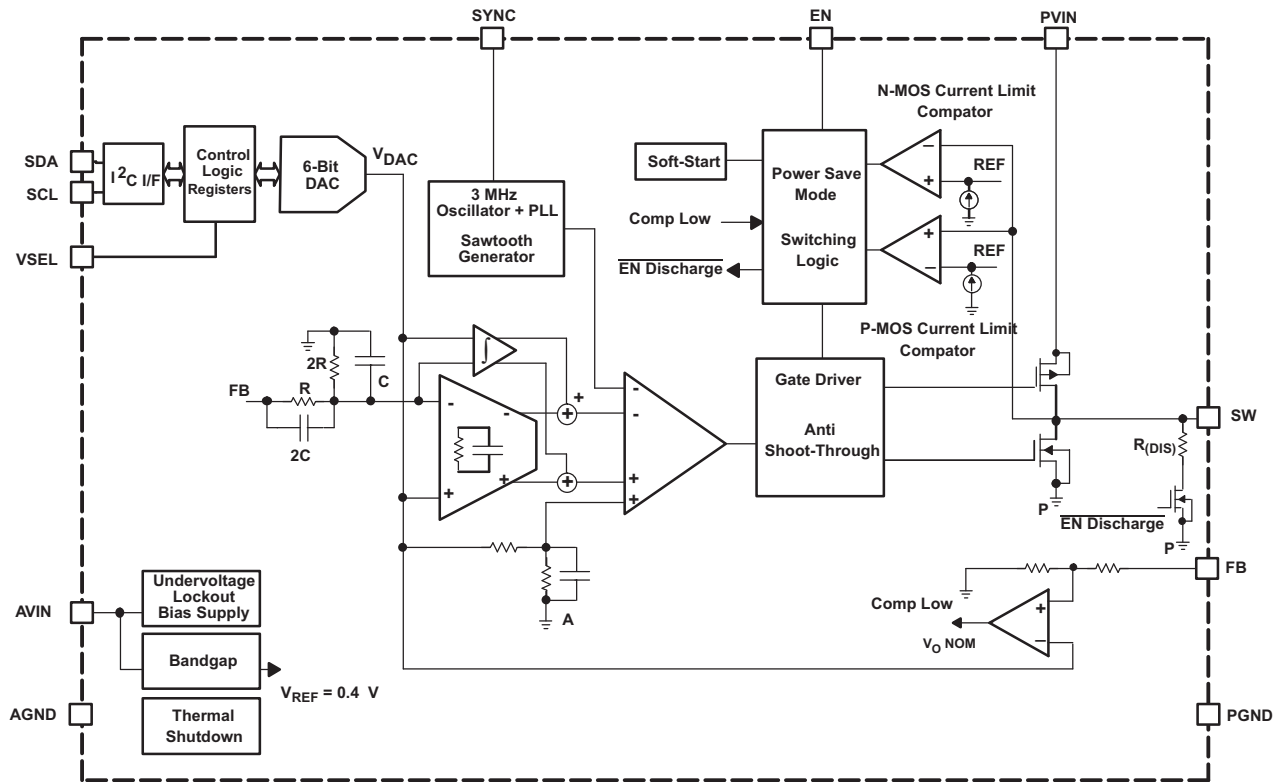 SYNC
EN
PVIN
N-MOS Current Limit
Compator
SDA
SCL
I2C I/F
Control
Logic
Registers
6-Bit
DAC
VDAC
VSEL
3 MHz
Oscillator + PLL
Sawtooth
Generator
Soft-Start
Comp Low
EN Discharge
Power Save
Mode
Switching
Logic
−
+
REF
+
−
REF
P-MOS Current Limit
Compator
2R
C
FB
R
2C
∫
-
+
-
+
+
+
+
-
-
+
+
Gate Driver
Anti
Shoot-Through
SW
R(DIS)
P
EN Discharge
P
A
FB
Comp Low
VO NOM
+
−
AVIN
Undervoltage
Lockout
Bias Supply
Bandgap
VREF = 0.4 V
AGND
Thermal
Shutdown
PGND